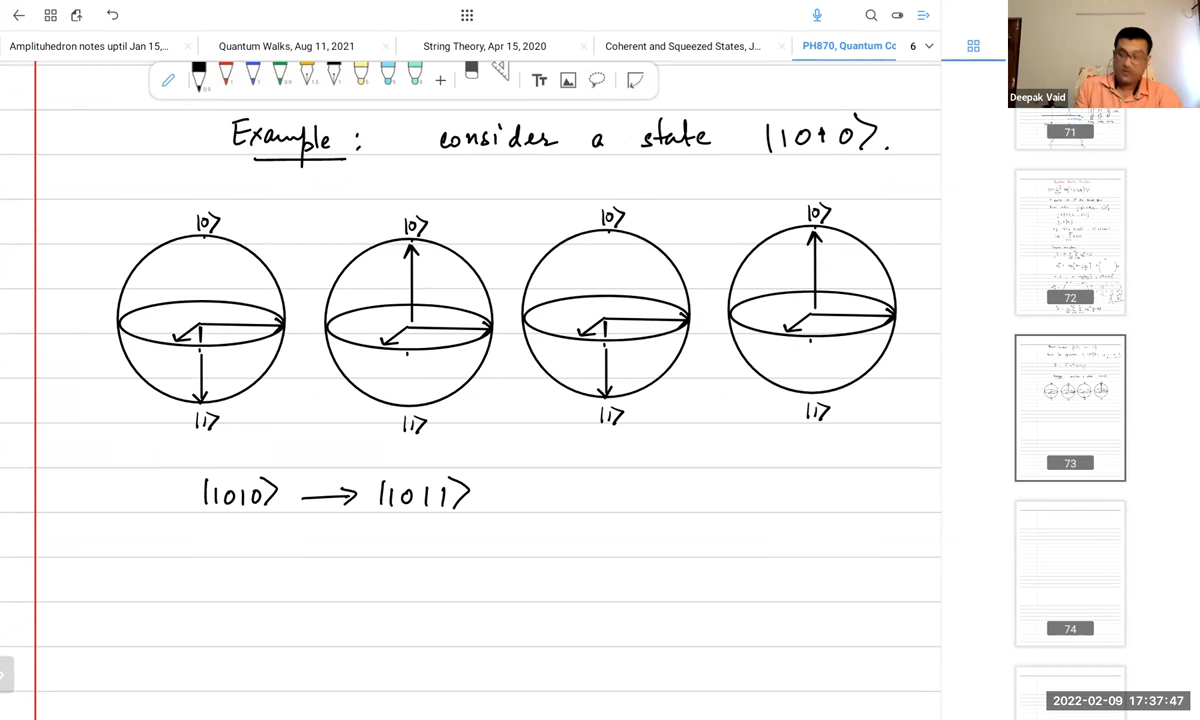 Amplituhedron notes uptil Jan 15,...
Quantum Walks, Aug 11, 2021
String Theory, Apr 15, 2020
Coherent and Squeezed States, J...
PH870, Quantum Cc
6
Tт
Deepak Vaid
Example : consider a state |1010⟩.
|0⟩ |0⟩ |0⟩ |0⟩
|1⟩ |1⟩ |1⟩ |1⟩
|1010⟩ ⟶ |1011⟩
71
72
73
74
2022-02-09 17:37:47